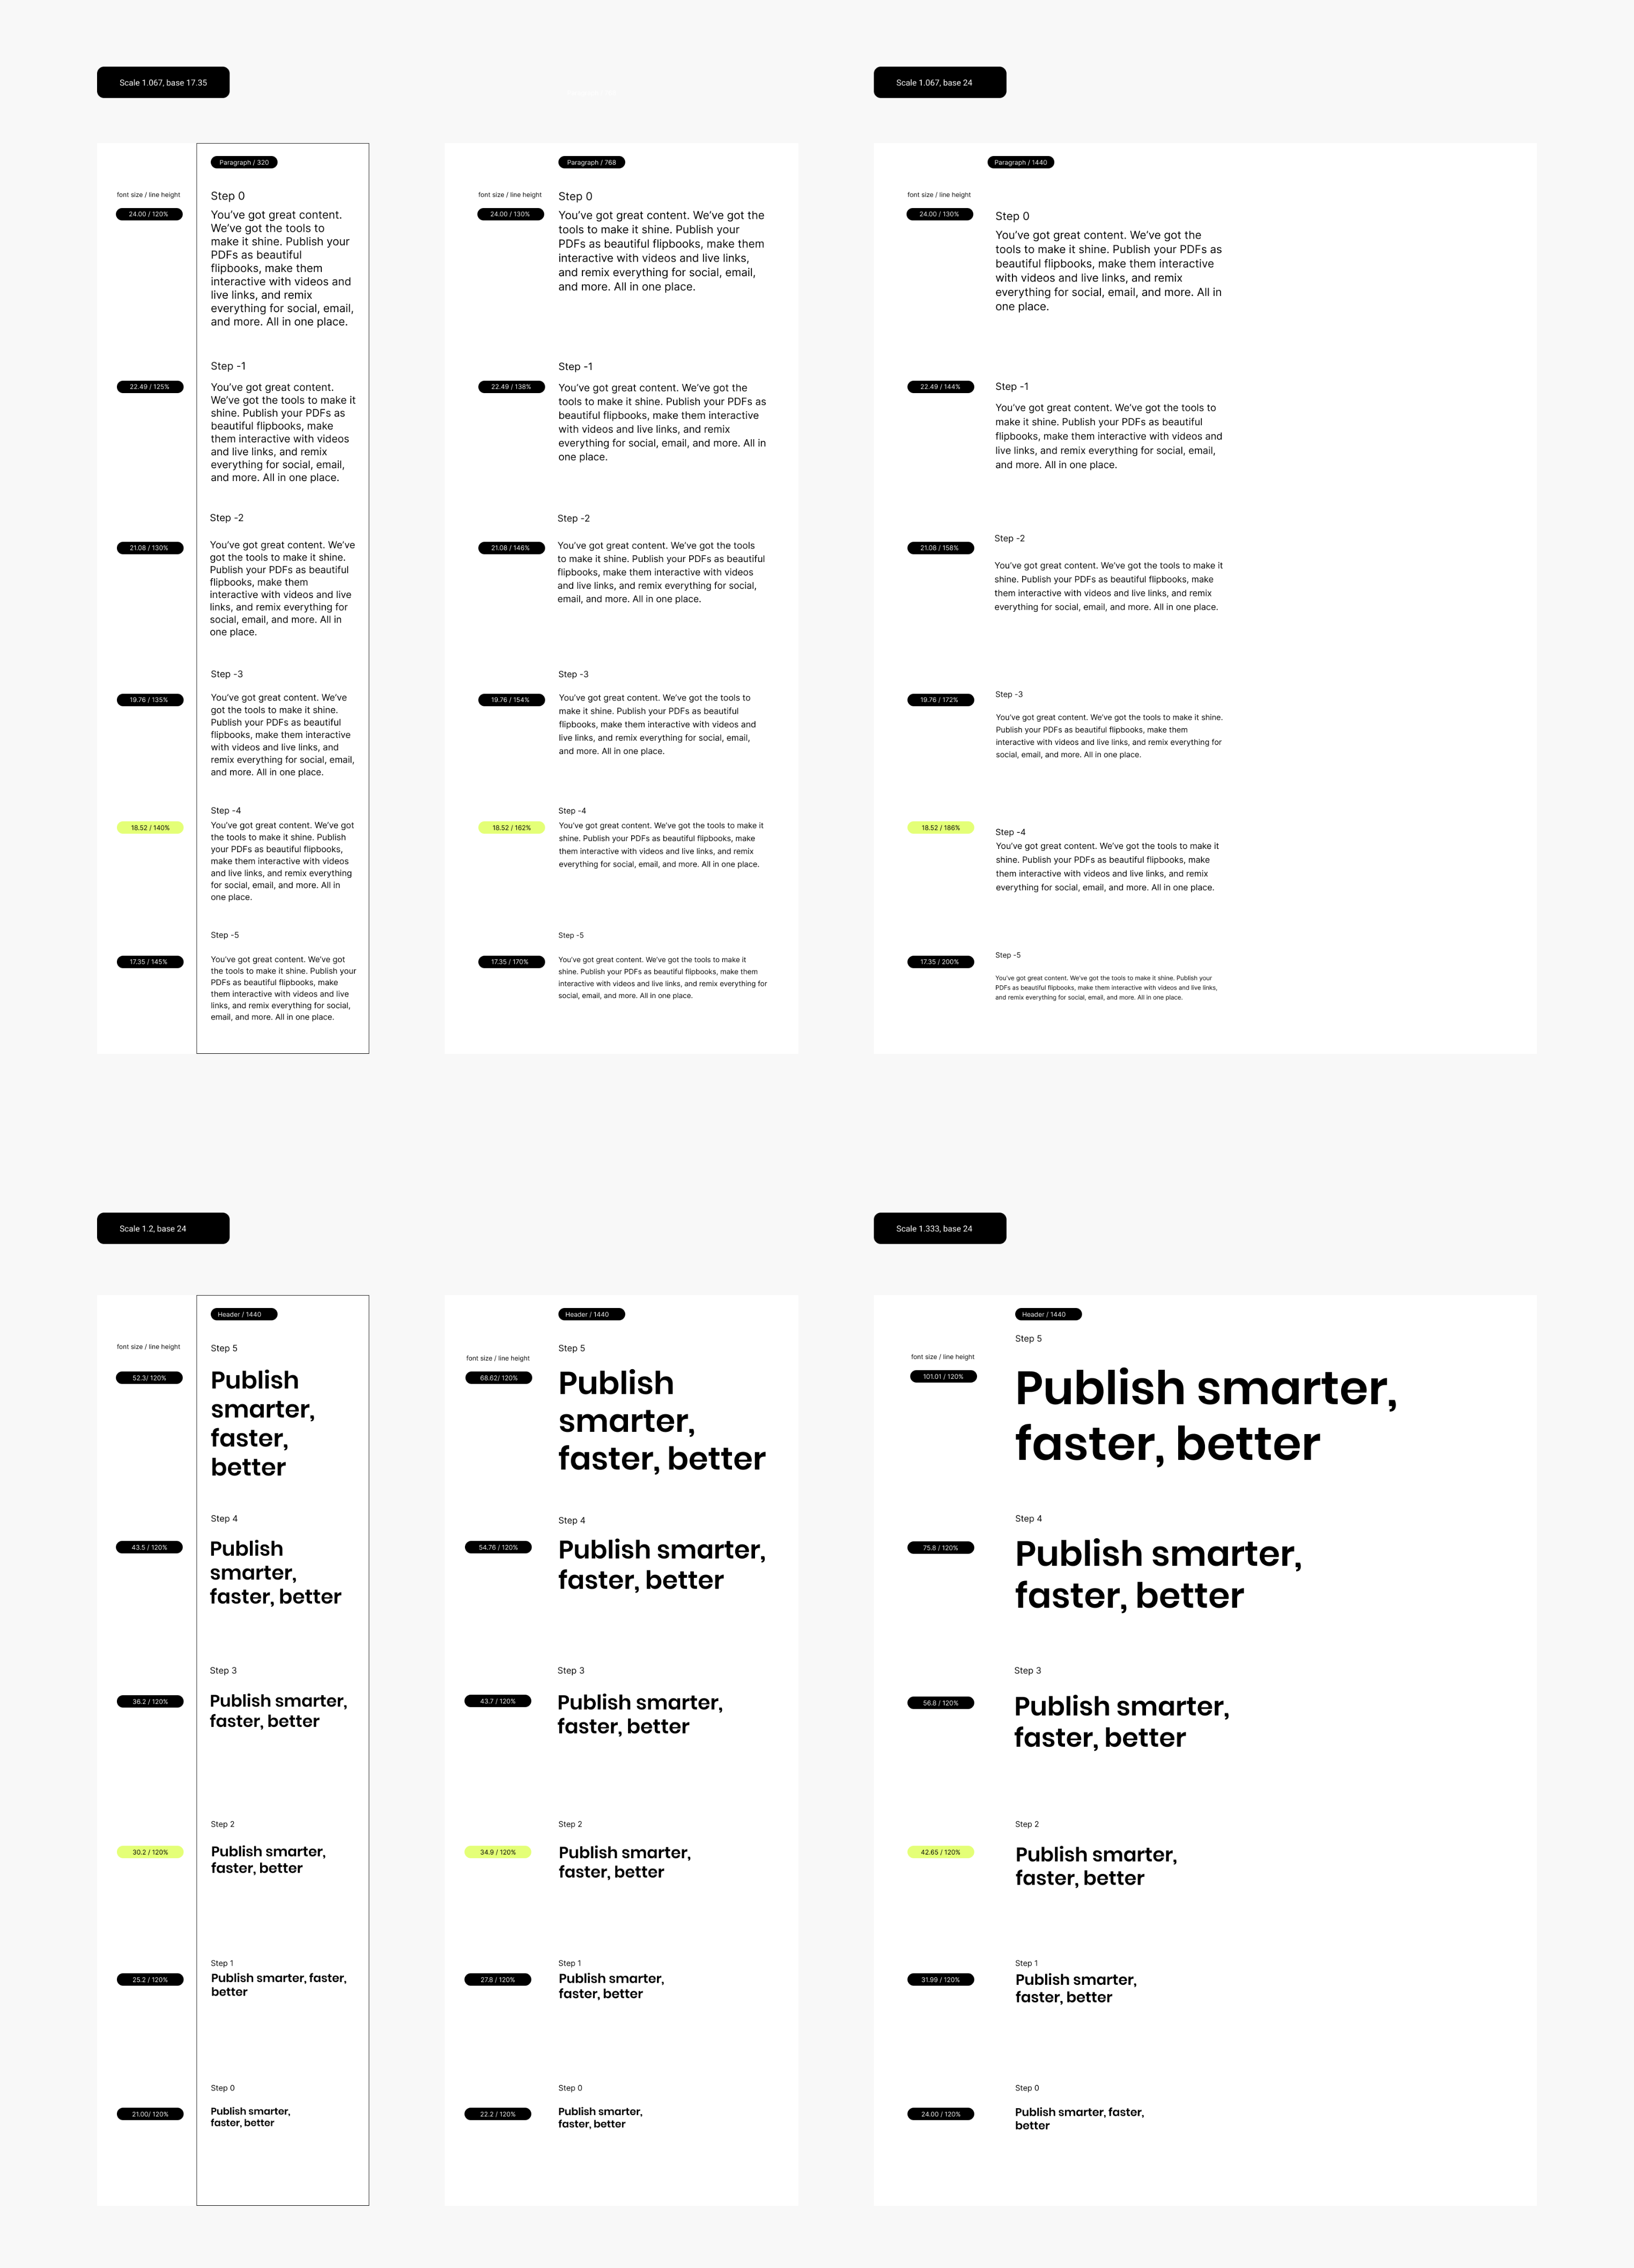 Scale 1.067, base 17.35
Scale 1.067, base 24
Paragraph / 320
font size / line height
Step 0
24.00 / 120%
You've got great content.
We've got the tools to
make it shine. Publish your
PDFs as beautiful
flipbooks, make them
interactive with videos and
live links, and remix
everything for social, email,
and more. All in one place.
Step -1
22.49 / 125%
You've got great content.
We've got the tools to make it
shine. Publish your PDFs as
beautiful flipbooks, make
them interactive with videos
and live links, and remix
everything for social, email,
and more. All in one place.
Step -2
21.08 / 130%
You've got great content. We've
got the tools to make it shine.
Publish your PDFs as beautiful
flipbooks, make them
interactive with videos and live
links, and remix everything for
social, email, and more. All in
one place.
Step -3
19.76 / 135%
You've got great content. We've
got the tools to make it shine.
Publish your PDFs as beautiful
flipbooks, make them interactive
with videos and live links, and
remix everything for social, email,
and more. All in one place.
Step -4
18.52 / 140%
You've got great content. We've got
the tools to make it shine. Publish
your PDFs as beautiful flipbooks,
make them interactive with videos
and live links, and remix everything
for social, email, and more. All in
one place.
Step -5
17.35 / 145%
You've got great content. We've got
the tools to make it shine. Publish your
PDFs as beautiful flipbooks, make
them interactive with videos and live
links, and remix everything for social,
email, and more. All in one place.
Paragraph / 768
font size / line height
Step 0
24.00 / 130%
You've got great content. We've got the
tools to make it shine. Publish your
PDFs as beautiful flipbooks, make them
interactive with videos and live links,
and remix everything for social, email,
and more. All in one place.
Step -1
22.49 / 138%
You've got great content. We've got the
tools to make it shine. Publish your PDFs as
beautiful flipbooks, make them interactive
with videos and live links, and remix
everything for social, email, and more. All in
one place.
Step -2
21.08 / 146%
You've got great content. We've got the tools
to make it shine. Publish your PDFs as beautiful
flipbooks, make them interactive with videos
and live links, and remix everything for social,
email, and more. All in one place.
Step -3
19.76 / 154%
You've got great content. We've got the tools to
make it shine. Publish your PDFs as beautiful
flipbooks, make them interactive with videos and
live links, and remix everything for social, email,
and more. All in one place.
Step -4
18.52 / 162%
You've got great content. We've got the tools to make it
shine. Publish your PDFs as beautiful flipbooks, make
them interactive with videos and live links, and remix
everything for social, email, and more. All in one place.
Step -5
17.35 / 170%
You've got great content. We've got the tools to make it
shine. Publish your PDFs as beautiful flipbooks, make them
interactive with videos and live links, and remix everything for
social, email, and more. All in one place.
Paragraph / 1440
font size / line height
24.00 / 130%
Step 0
You've got great content. We've got the
tools to make it shine. Publish your PDFs as
beautiful flipbooks, make them interactive
with videos and live links, and remix
everything for social, email, and more. All in
one place.
22.49 / 144%
Step -1
You've got great content. We've got the tools to
make it shine. Publish your PDFs as beautiful
flipbooks, make them interactive with videos and
live links, and remix everything for social, email,
and more. All in one place.
Step -2
21.08 / 158%
You've got great content. We've got the tools to make it
shine. Publish your PDFs as beautiful flipbooks, make
them interactive with videos and live links, and remix
everything for social, email, and more. All in one place.
Step -3
19.76 / 172%
You've got great content. We've got the tools to make it shine.
Publish your PDFs as beautiful flipbooks, make them
interactive with videos and live links, and remix everything for
social, email, and more. All in one place.
18.52 / 186%
Step -4
You've got great content. We've got the tools to make it
shine. Publish your PDFs as beautiful flipbooks, make
them interactive with videos and live links, and remix
everything for social, email, and more. All in one place.
Step -5
17.35 / 200%
You've got great content. We've got the tools to make it shine. Publish your
PDFs as beautiful flipbooks, make them interactive with videos and live links,
and remix everything for social, email, and more. All in one place.
Scale 1.2, base 24
Scale 1.333, base 24
Header / 1440
font size / line height
Step 5
52.3/ 120%
Publish
smarter,
faster,
better
Step 4
43.5 / 120%
Publish
smarter,
faster, better
Step 3
36.2 / 120%
Publish smarter,
faster, better
Step 2
30.2 / 120%
Publish smarter,
faster, better
Step 1
25.2 / 120%
Publish smarter, faster,
better
Step 0
21.00/ 120%
Publish smarter,
faster, better
Header / 1440
Step 5
font size / line height
68.62/ 120%
Publish
smarter,
faster, better
Step 4
54.76 / 120%
Publish smarter,
faster, better
Step 3
43.7 / 120%
Publish smarter,
faster, better
Step 2
34.9 / 120%
Publish smarter,
faster, better
Step 1
27.8 / 120%
Publish smarter,
faster, better
Step 0
22.2 / 120%
Publish smarter,
faster, better
Header / 1440
Step 5
font size / line height
101.01 / 120%
Publish smarter,
faster, better
Step 4
75.8 / 120%
Publish smarter,
faster, better
Step 3
56.8 / 120%
Publish smarter,
faster, better
Step 2
42.65 / 120%
Publish smarter,
faster, better
Step 1
31.99 / 120%
Publish smarter,
faster, better
Step 0
24.00 / 120%
Publish smarter, faster,
better